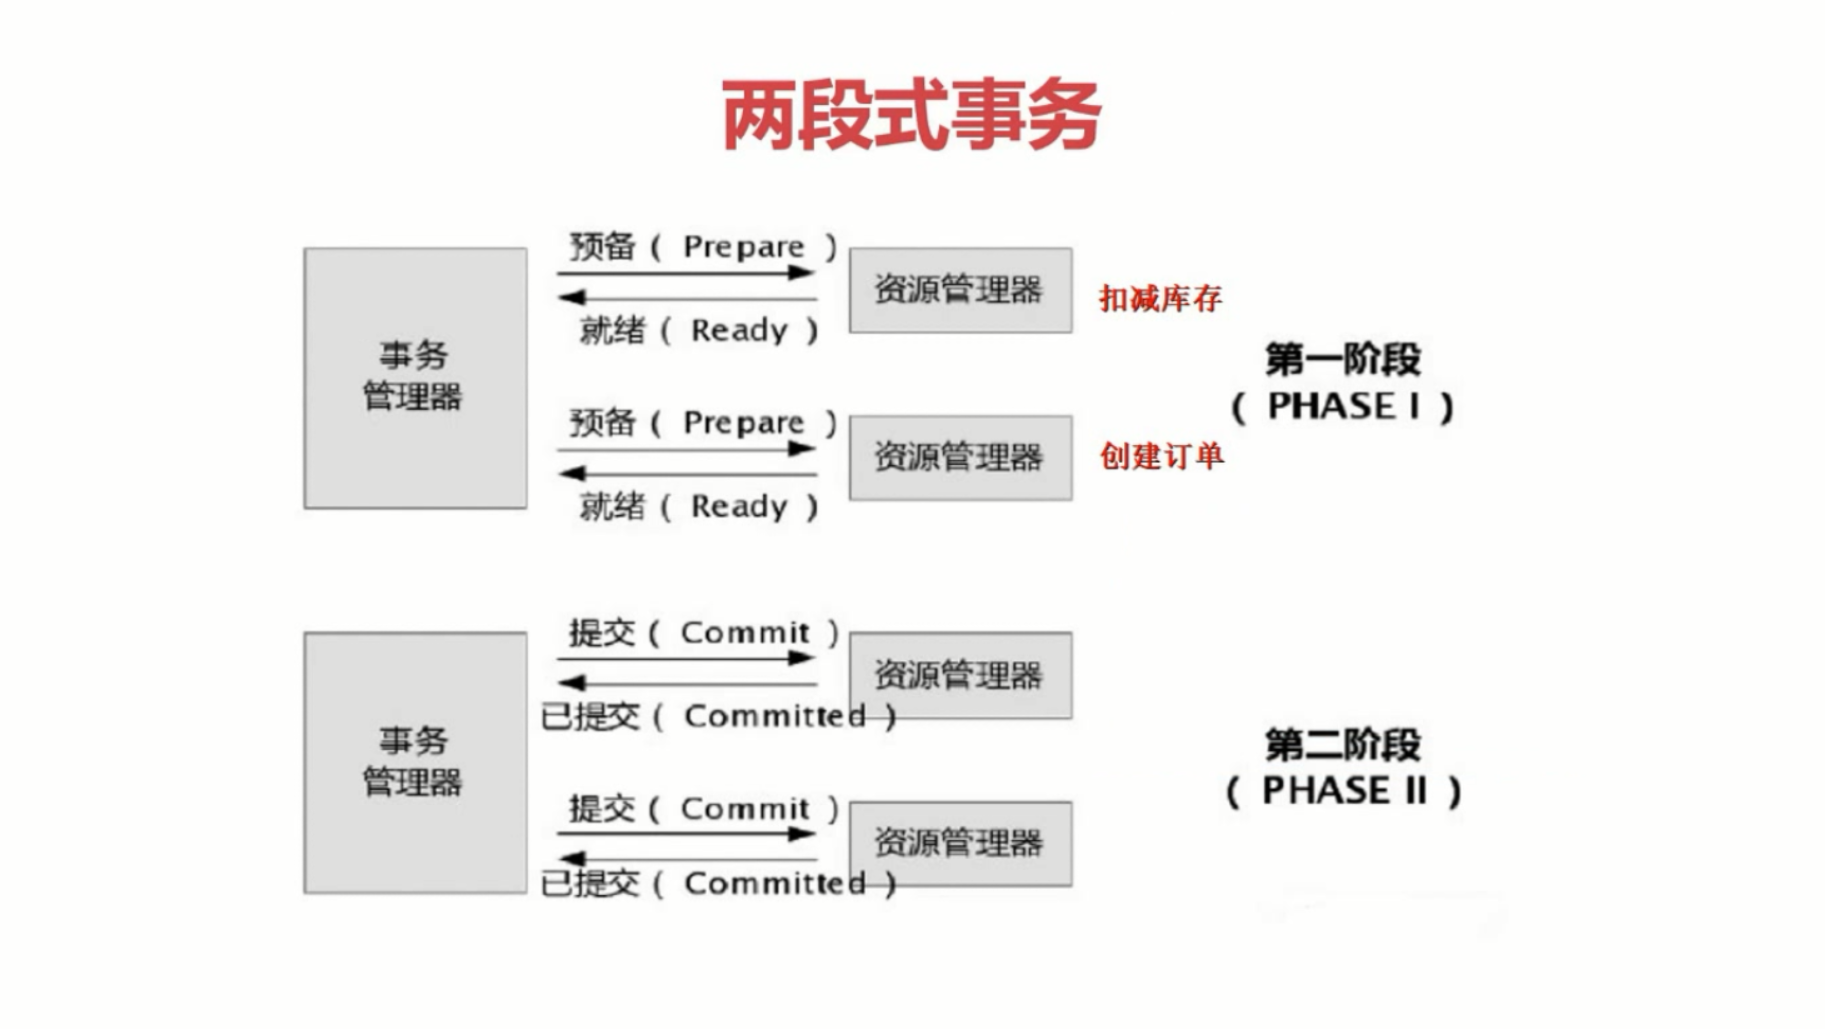 两段式事务
预备（ Prepare ）
资源管理器
扣减库存
就绪（ Ready ）
事务
管理器
第一阶段
（ PHASE I ）
预备（ Prepare ）
资源管理器
创建订单
就绪（ Ready ）
提交（ Commit ）
资源管理器
已提交（ Committed ）
事务
管理器
第二阶段
（ PHASE II ）
提交（ Commit ）
资源管理器
已提交（ Committed ）